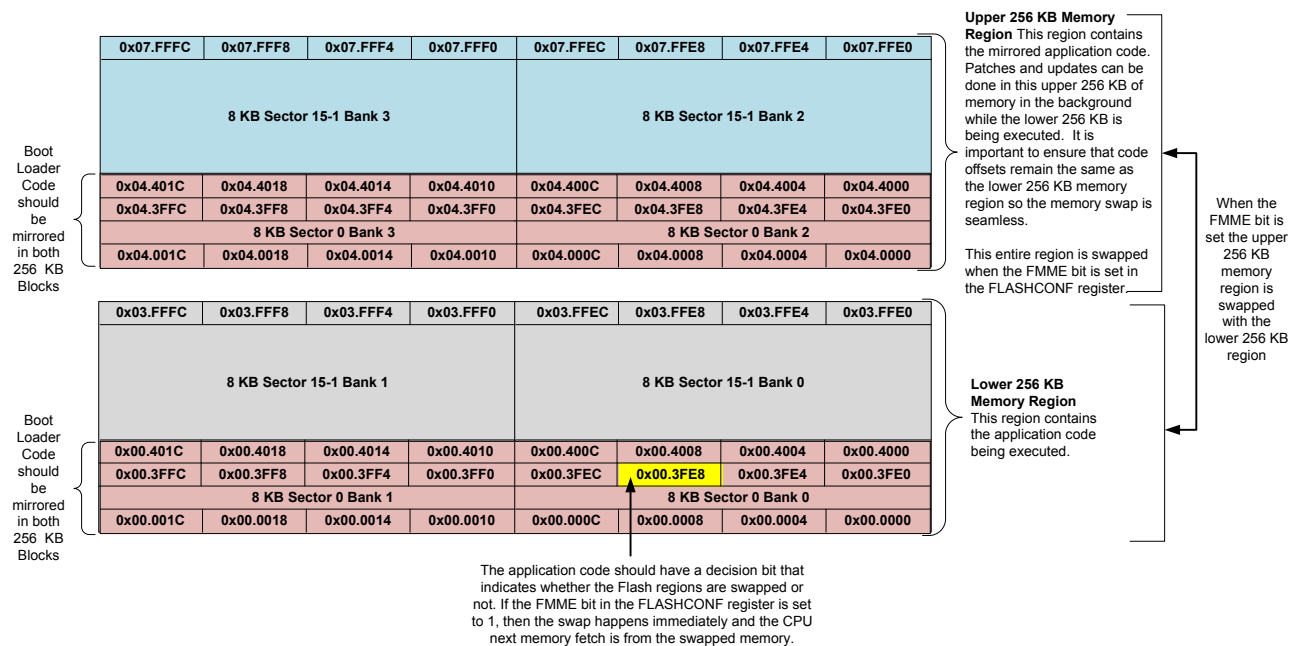 Upper 256 KB Memory
Region This region contains
the mirrored application code.
Patches and updates can be
done in this upper 256 KB of
memory in the background
while the lower 256 KB is
being executed. It is
important to ensure that code
offsets remain the same as
the lower 256 KB memory
region so the memory swap is
seamless.
This entire region is swapped
when the FMME bit is set in
the FLASHCONF register.
0x07.FFFC 0x07.FFF8 0x07.FFF4 0x07.FFF0 0x07.FFEC 0x07.FFE8 0x07.FFE4 0x07.FFE0
8 KB Sector 15-1 Bank 3 8 KB Sector 15-1 Bank 2
Boot
Loader
Code
should
be
mirrored
in both
256 KB
Blocks
0x04.401C 0x04.4018 0x04.4014 0x04.4010 0x04.400C 0x04.4008 0x04.4004 0x04.4000
0x04.3FFC 0x04.3FF8 0x04.3FF4 0x04.3FF0 0x04.3FEC 0x04.3FE8 0x04.3FE4 0x04.3FE0
8 KB Sector 0 Bank 3 8 KB Sector 0 Bank 2
0x04.001C 0x04.0018 0x04.0014 0x04.0010 0x04.000C 0x04.0008 0x04.0004 0x04.0000
When the
FMME bit is
set the upper
256 KB
memory
region is
swapped
with the
lower 256 KB
region
0x03.FFFC 0x03.FFF8 0x03.FFF4 0x03.FFF0 0x03.FFEC 0x03.FFE8 0x03.FFE4 0x03.FFE0
8 KB Sector 15-1 Bank 1 8 KB Sector 15-1 Bank 0
Lower 256 KB
Memory Region
This region contains
the application code
being executed.
Boot
Loader
Code
should
be
mirrored
in both
256 KB
Blocks
0x00.401C 0x00.4018 0x00.4014 0x00.4010 0x00.400C 0x00.4008 0x00.4004 0x00.4000
0x00.3FFC 0x00.3FF8 0x00.3FF4 0x00.3FF0 0x00.3FEC 0x00.3FE8 0x00.3FE4 0x00.3FE0
8 KB Sector 0 Bank 1 8 KB Sector 0 Bank 0
0x00.001C 0x00.0018 0x00.0014 0x00.0010 0x00.000C 0x00.0008 0x00.0004 0x00.0000
The application code should have a decision bit that
indicates whether the Flash regions are swapped or
not. If the FMME bit in the FLASHCONF register is set
to 1, then the swap happens immediately and the CPU
next memory fetch is from the swapped memory.